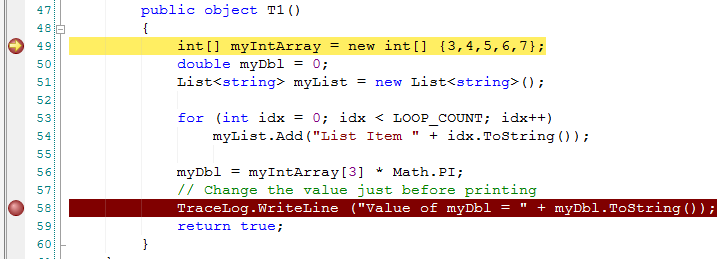 47 public object T1()
48 {
49 int[] myIntArray = new int[] {3,4,5,6,7};
50 double myDbl = 0;
51 List<string> myList = new List<string>();
52
53 for (int idx = 0; idx < LOOP_COUNT; idx++)
54 myList.Add("List Item " + idx.ToString());
55
56 myDbl = myIntArray[3] * Math.PI;
57 // Change the value just before printing
58 TraceLog.WriteLine ("Value of myDbl = " + myDbl.ToString());
59 return true;
60 }